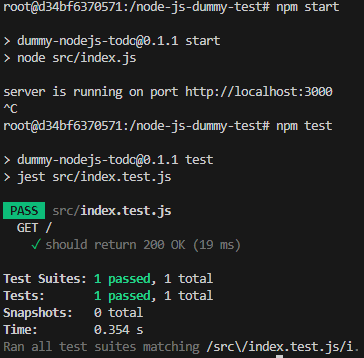 root@d34bf6370571:/node-js-dummy-test# npm start
> dummy-nodejs-todo@0.1.1 start
> node src/index.js
server is running on port http://localhost:3000
^C
root@d34bf6370571:/node-js-dummy-test# npm test
> dummy-nodejs-todo@0.1.1 test
> jest src/index.test.js
PASS src/index.test.js
GET /
✓ should return 200 OK (19 ms)
Test Suites: 1 passed, 1 total
Tests: 1 passed, 1 total
Snapshots: 0 total
Time: 0.354 s
Ran all test suites matching /src\/index.test.js/i.